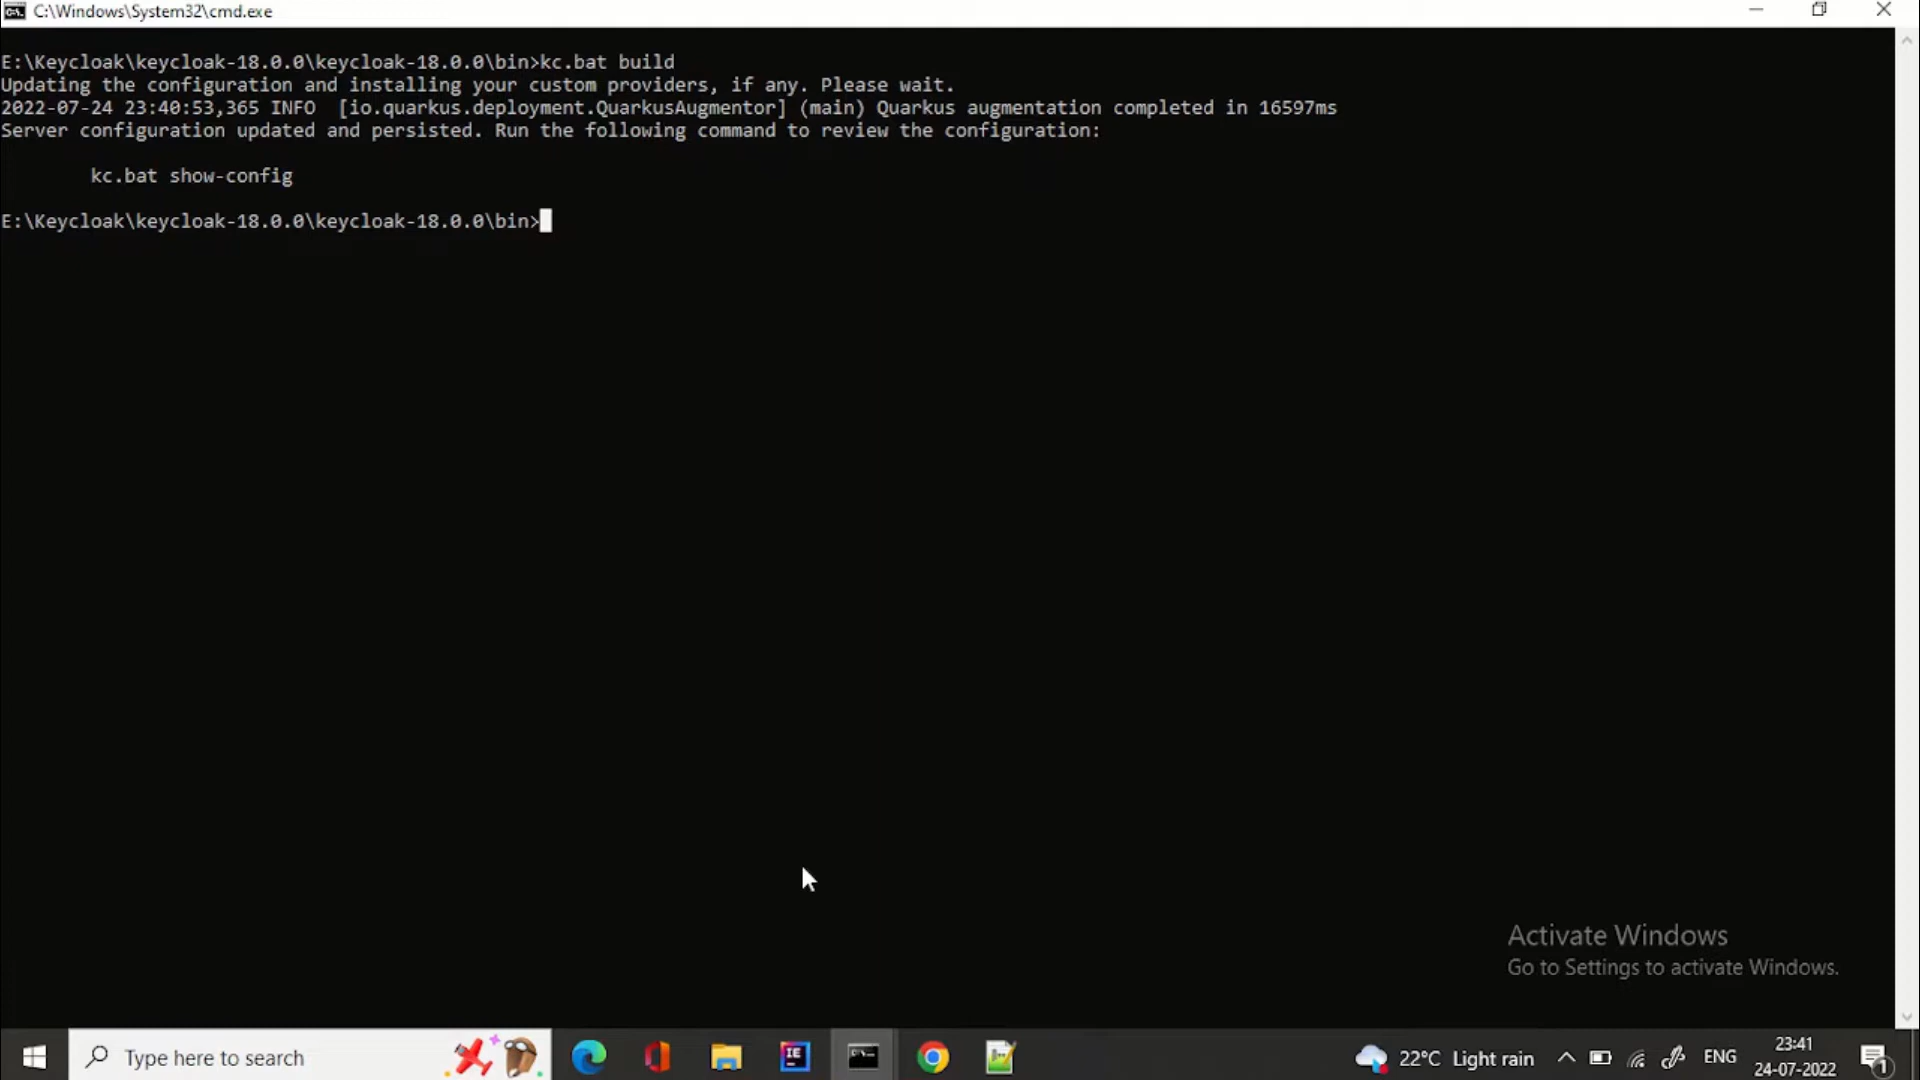 C:\Windows\System32\cmd.exe
E:\Keycloak\keycloak-18.0.0\keycloak-18.0.0\bin>kc.bat build
Updating the configuration and installing your custom providers, if any. Please wait.
2022-07-24 23:40:53,365 INFO  [io.quarkus.deployment.QuarkusAugmentor] (main) Quarkus augmentation completed in 16597ms
Server configuration updated and persisted. Run the following command to review the configuration:
kc.bat show-config
E:\Keycloak\keycloak-18.0.0\keycloak-18.0.0\bin>
Activate Windows
Go to Settings to activate Windows.
Type here to search
22°C Light rain
ENG
23:41
24-07-2022
1